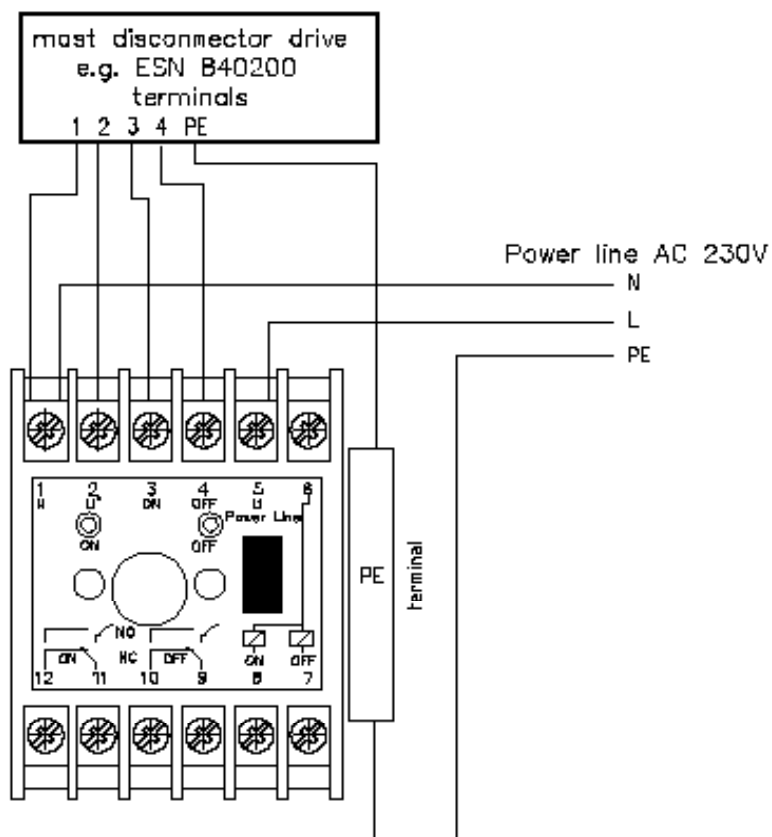 mast disconmector drive
e.g. ESN B40200
terminals
1 2 3 4 PE
Power line AC 230V
N
L
PE
1 2 3 4 5 6
N L' ON OFF L1
Power Line
ON OFF
PE
terminal
NO
ON NC OFF ON OFF
12 11 10 9 8 7